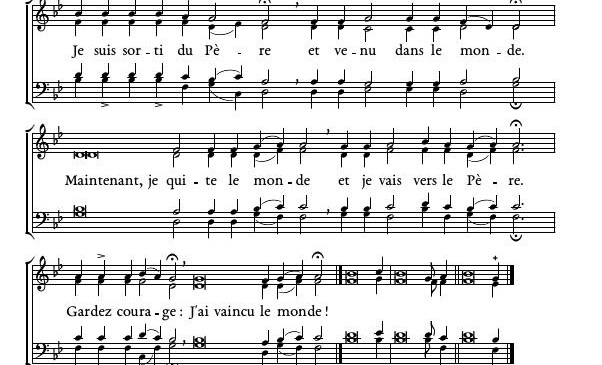 Je suis sor - ti du Pè - re et ve - nu dans le mon - de.
Maintenant, je qui - te le mon - de et je vais vers le Pè - re.
Gardez coura - ge : J'ai vaincu le monde !